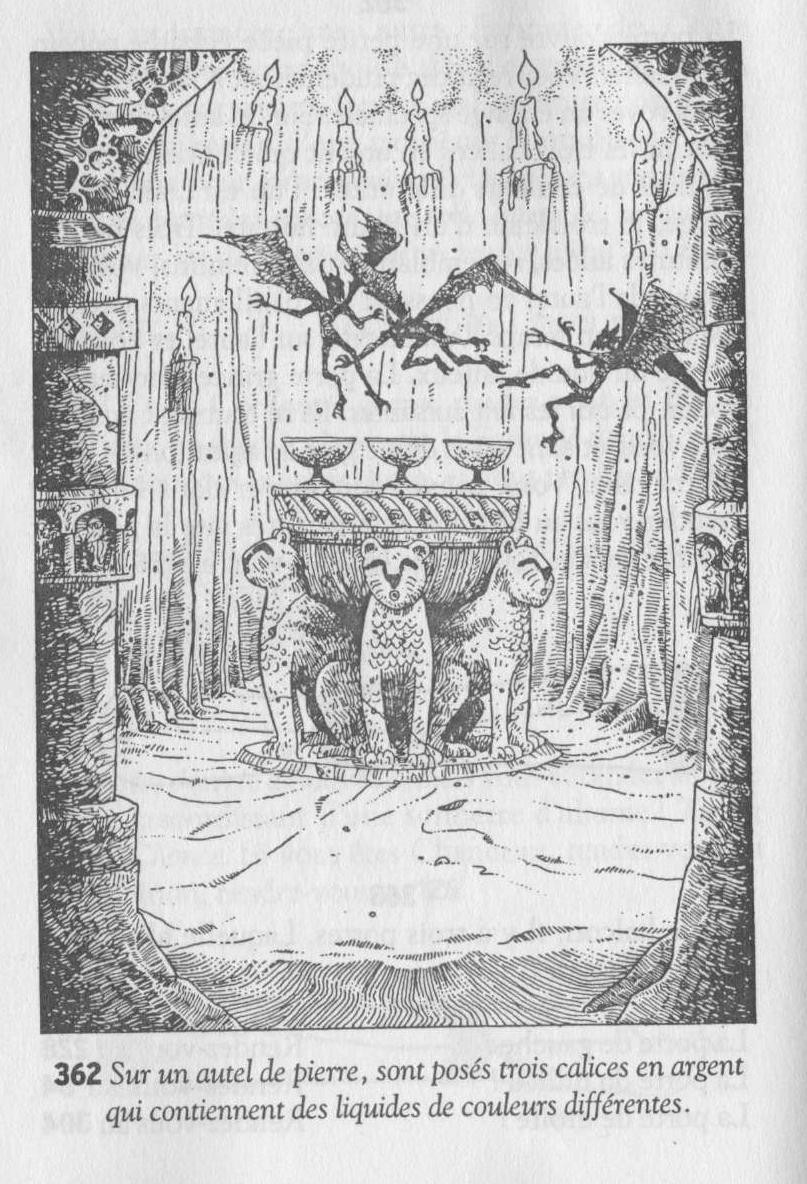 362 Sur un autel de pierre, sont posés trois calices en argent
qui contiennent des liquides de couleurs différentes.